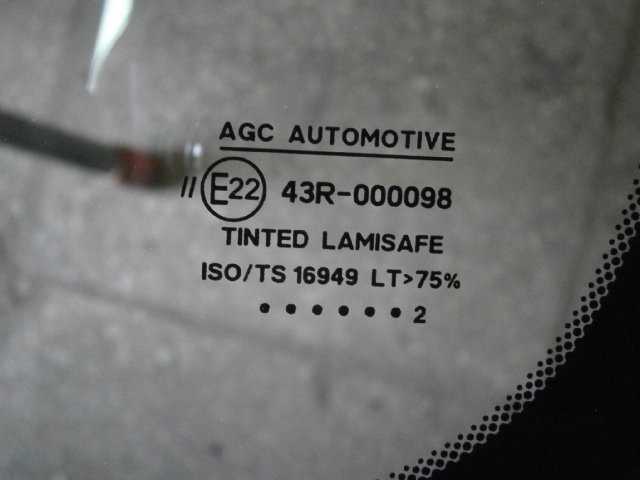 AGC AUTOMOTIVE
// E22 43R-000098
TINTED LAMISAFE
ISO/TS 16949 LT>75%
• • • • • • 2